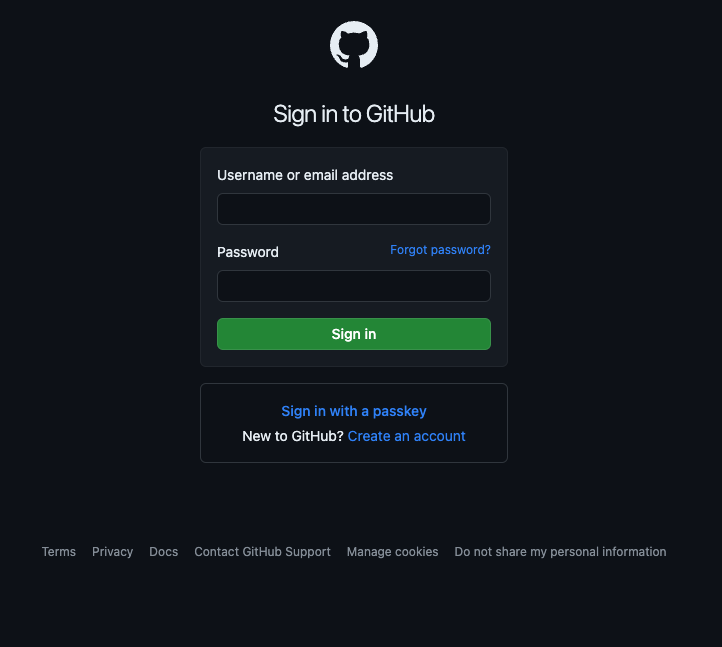 Sign in to GitHub
Username or email address
Password Forgot password?
Sign in
Sign in with a passkey
New to GitHub? Create an account
Terms Privacy Docs Contact GitHub Support Manage cookies Do not share my personal information